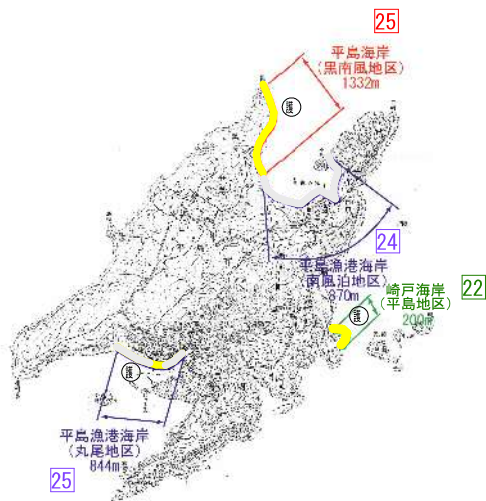 25
平島海岸
(黒南風地区)
1332m
護
24
平島漁港海岸
南風泊地区)
870m
22
崎戸海岸
(平島地区)
200m
護
護
平島漁港海岸
(丸尾地区)
844m
25